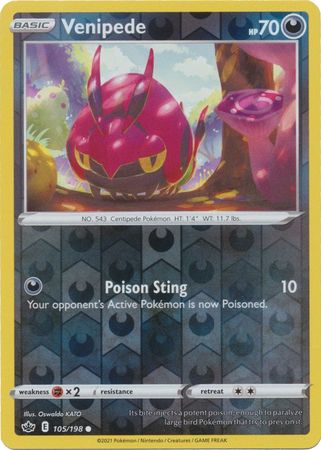 BASIC
Venipede
HP70
NO. 543 Centipede Pokémon HT: 1'4" WT: 11.7 lbs.
Poison Sting 10
Your opponent's Active Pokémon is now Poisoned.
weakness ×2 resistance retreat
Illus. Oswaldo KATO
E 105/198
Its bite injects a potent poison, enough to paralyze
large bird Pokémon that try to prey on it.
©2021 Pokémon / Nintendo / Creatures / GAME FREAK